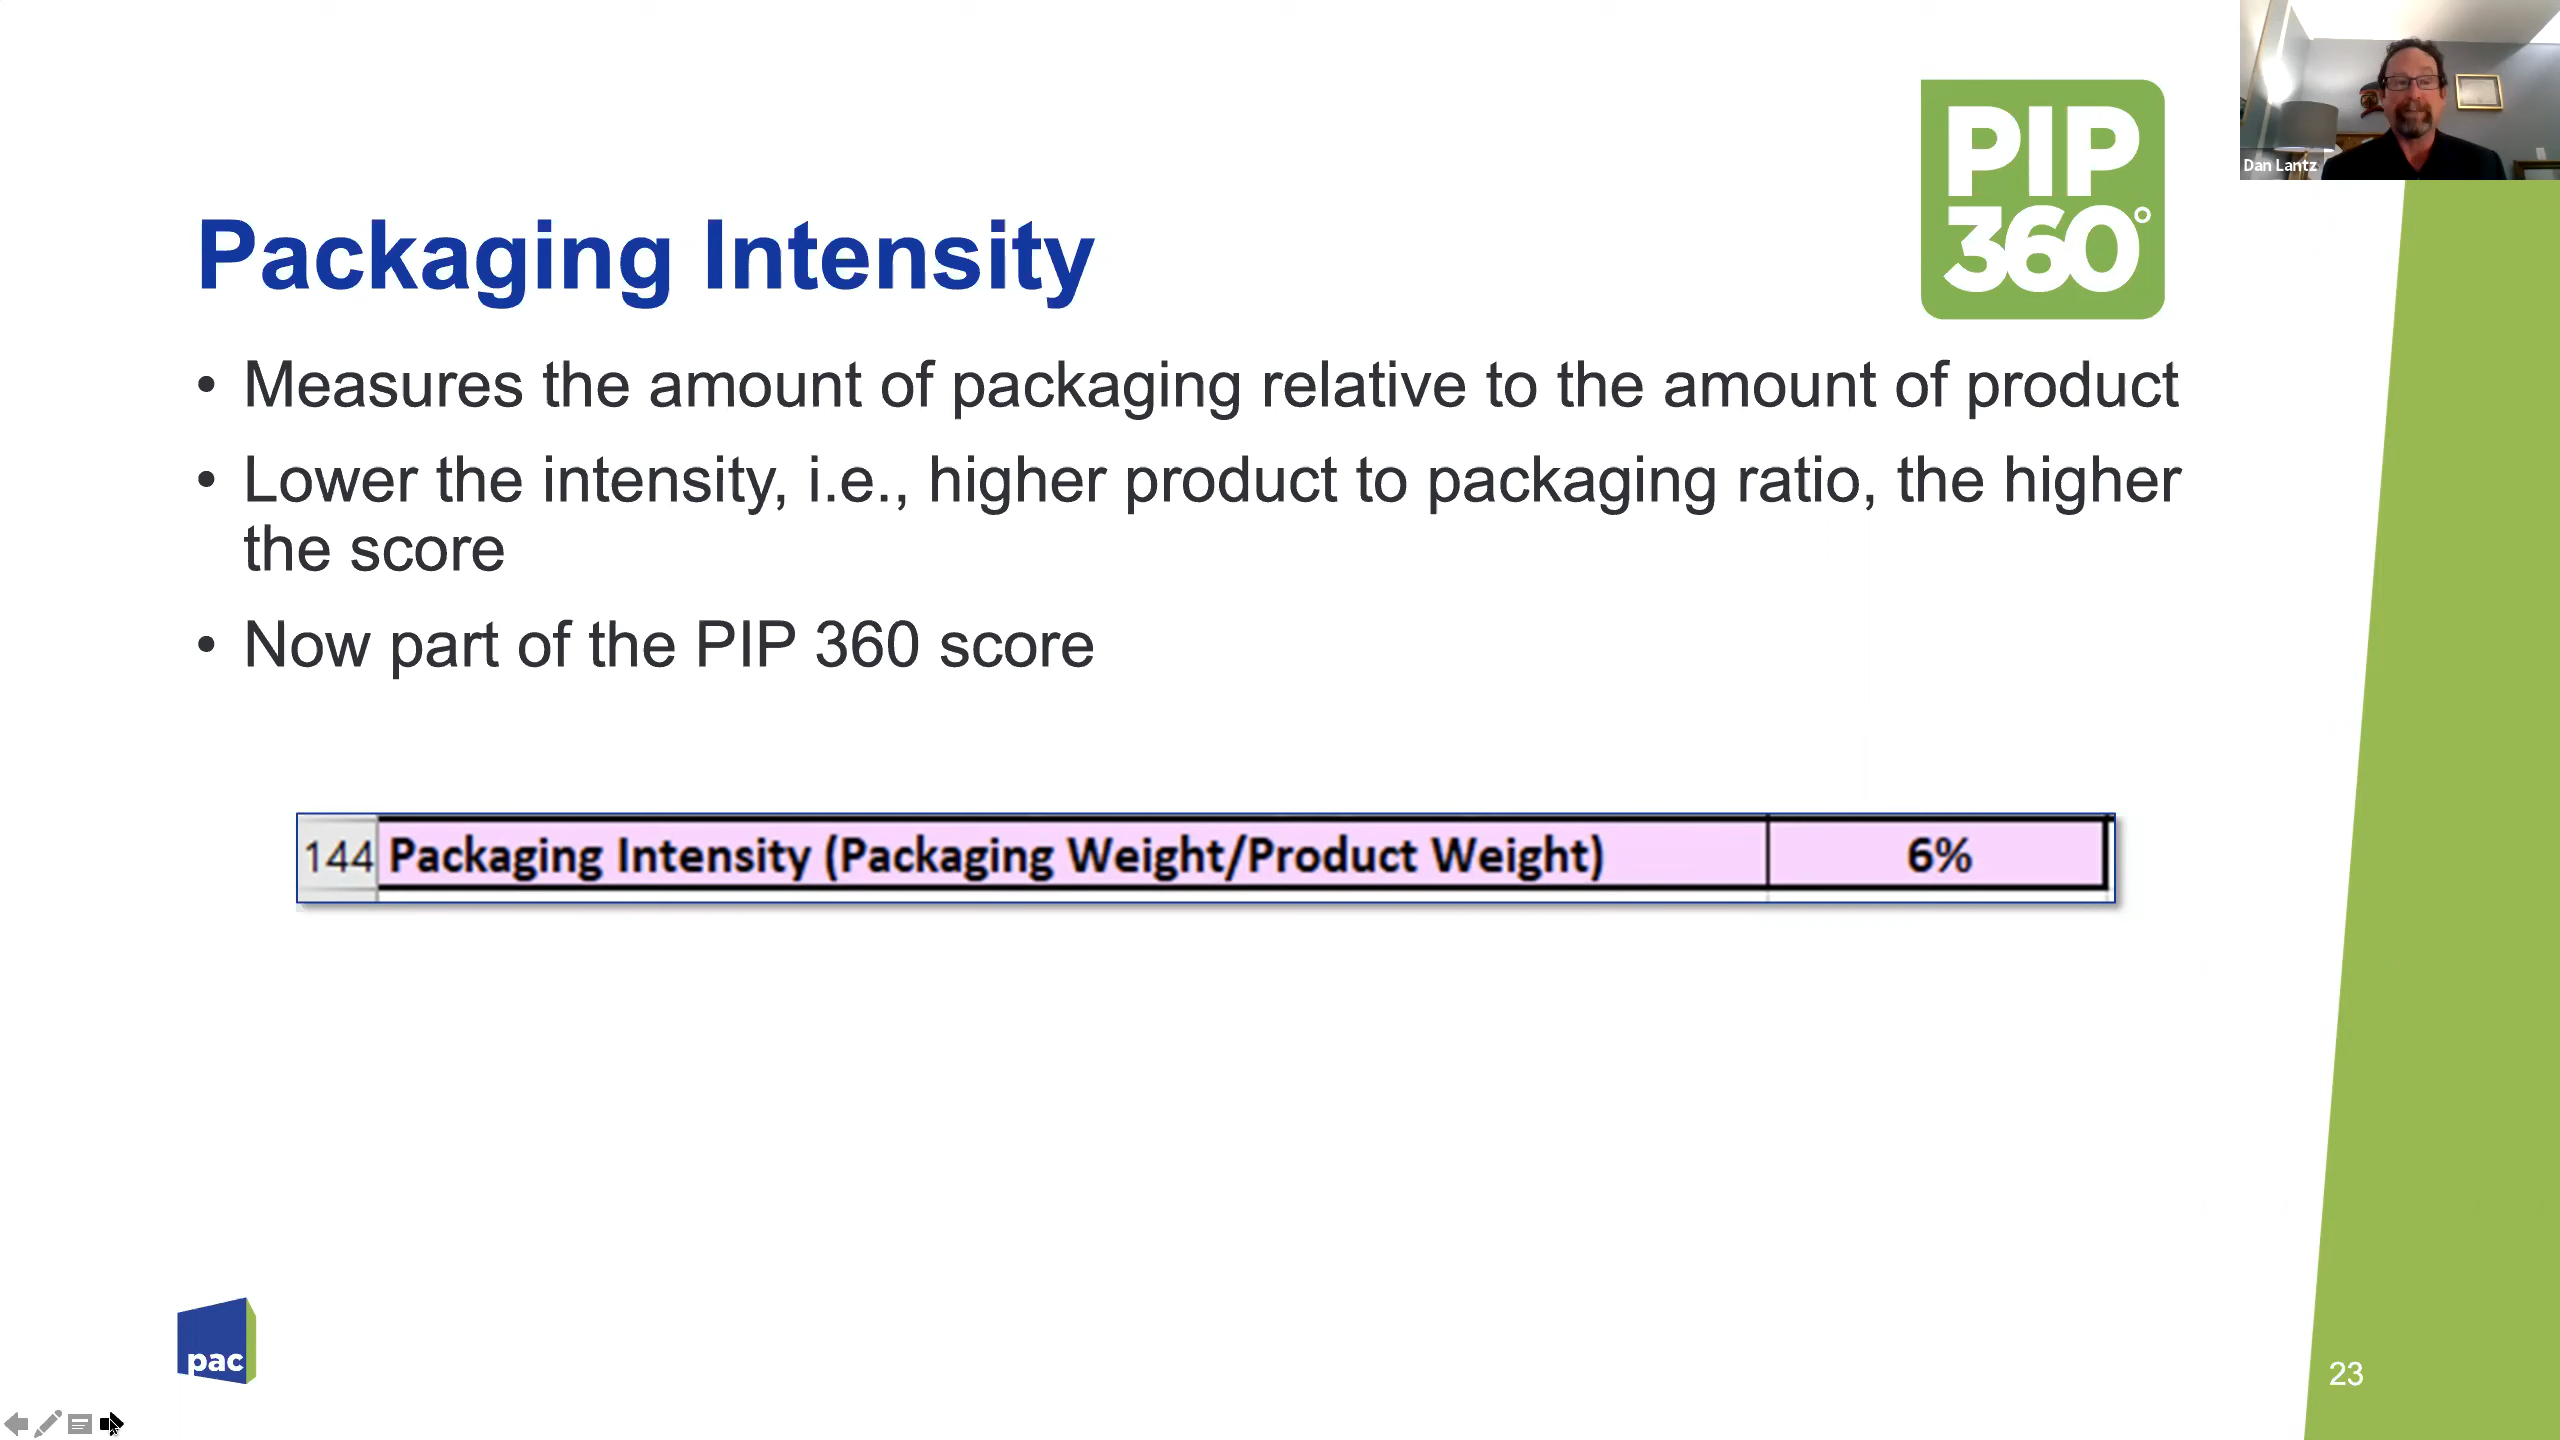 Dan Lantz
PIP
360°
Packaging Intensity
• Measures the amount of packaging relative to the amount of product
• Lower the intensity, i.e., higher product to packaging ratio, the higher
the score
• Now part of the PIP 360 score
144 Packaging Intensity (Packaging Weight/Product Weight) 6%
pac
23